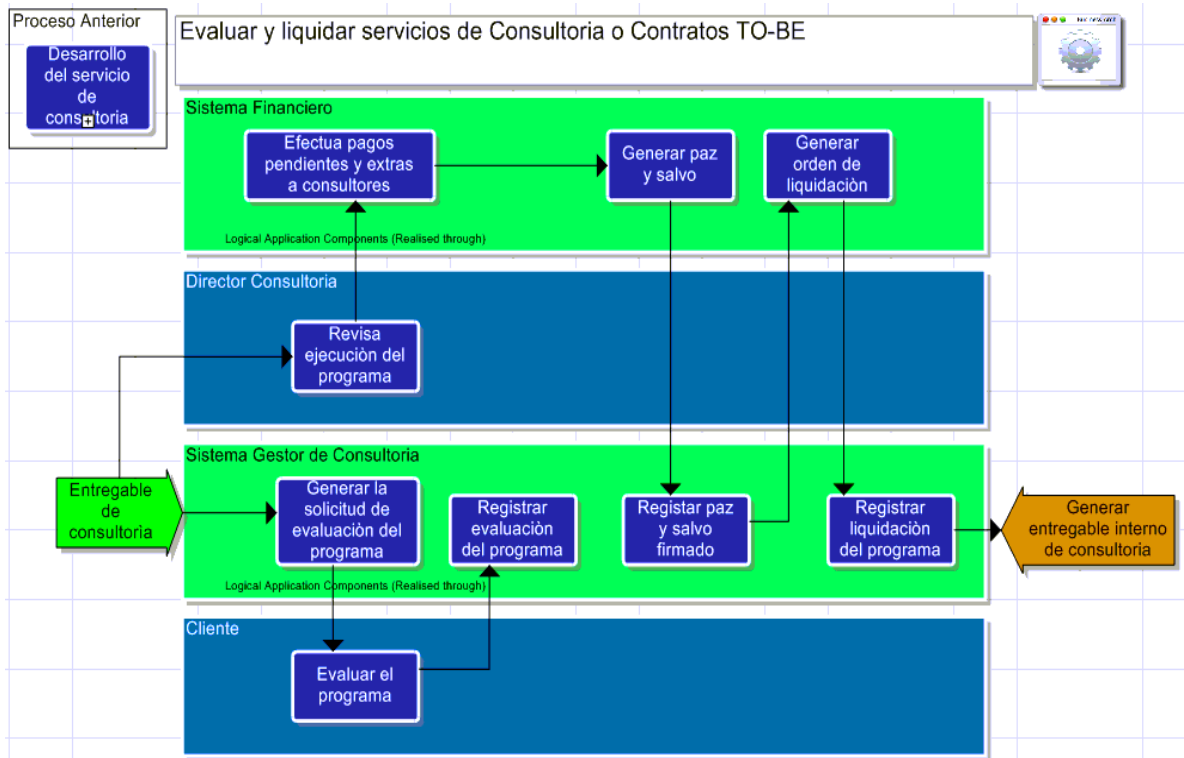 Proceso Anterior
Desarrollo
del servicio
de
Evaluar y liquidar servicios de Consultoria o Contratos TO-BE
Sistema Financiero
Efectua pagos
pendientes y extras
a consultores
Generar paz
y salvo
Generar
orden de
liquidaciòn
Logical Application Components (Realised through)
Director Consultoria
Revisa
ejecuciòn del
programa
Sistema Gestor de Consultoria
Entregable
de
consultoria
Generar la
solicitud de
evaluaciòn del
programa
Registrar
evaluaciòn
del programa
Registar paz
y salvo
firmado
Registrar
liquidaciòn
del programa
Generar
entregable interno
de consultoria
Logical Application Components (Realised through)
Cliente
Evaluar el
programa